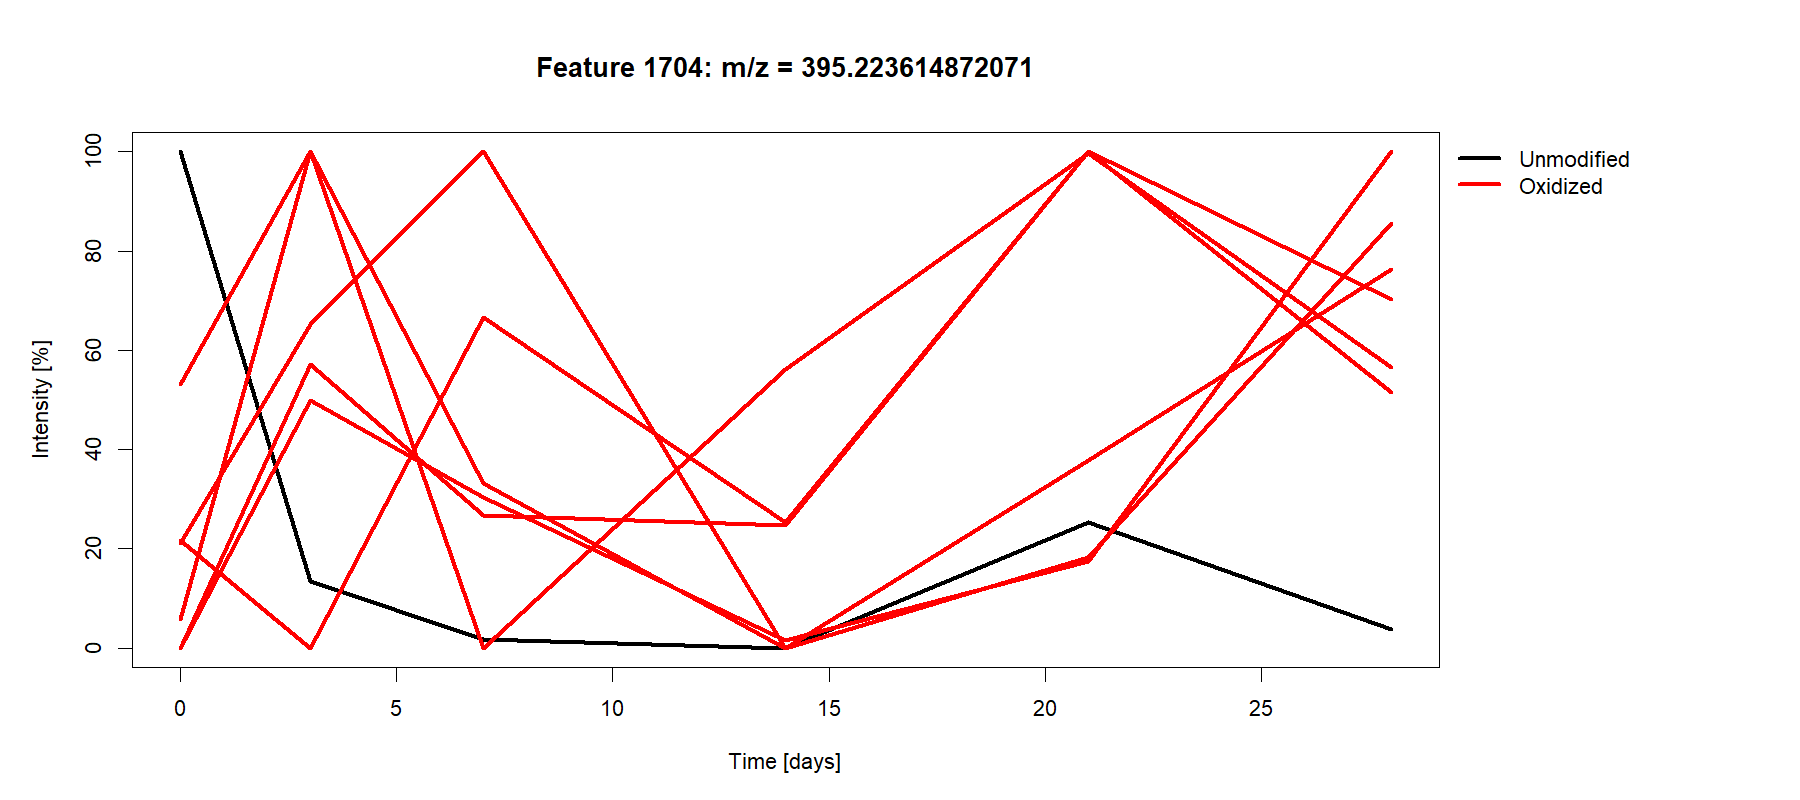 Feature 1704: m/z = 395.223614872071
Unmodified
Oxidized
Intensity [%]
100
80
60
40
20
0
0 5 10 15 20 25
Time [days]